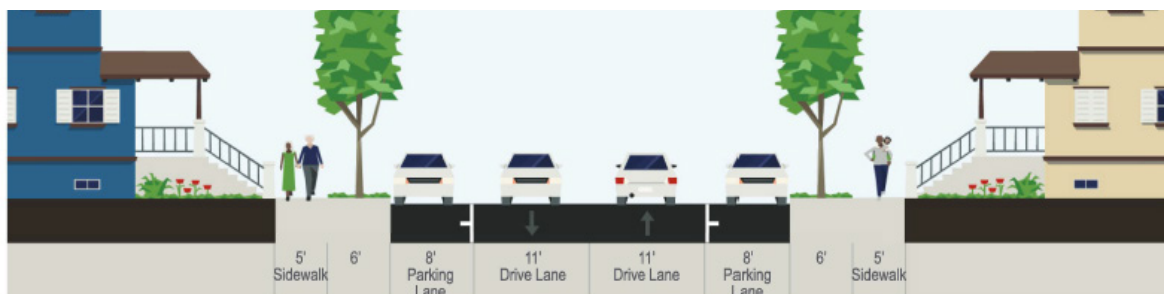 5' 6' 8' 11' 11' 8' 6' 5'
Sidewalk Parking Drive Lane Drive Lane Parking Sidewalk
Lane Lane